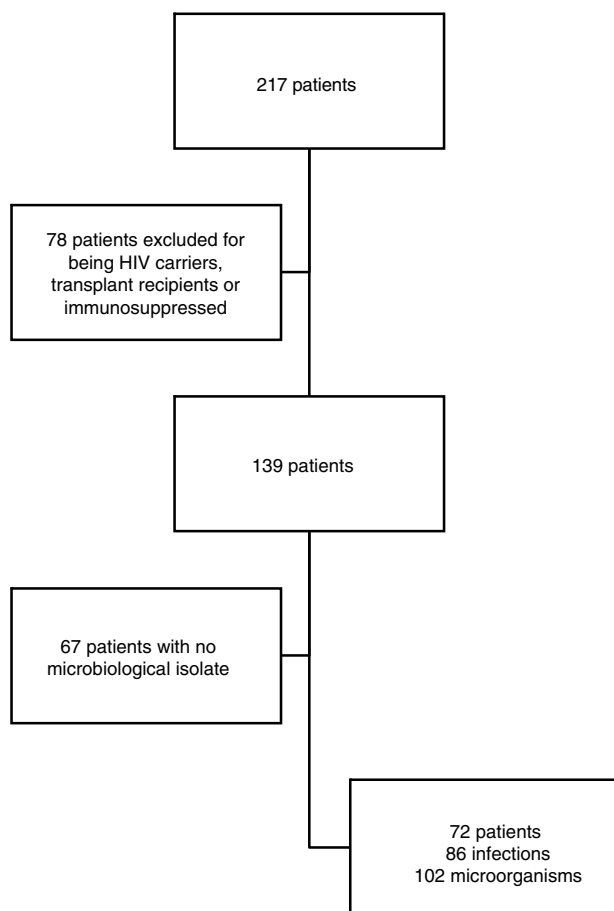 217 patients
78 patients excluded for
being HIV carriers,
transplant recipients or
immunosuppressed
139 patients
67 patients with no
microbiological isolate
72 patients
86 infections
102 microorganisms